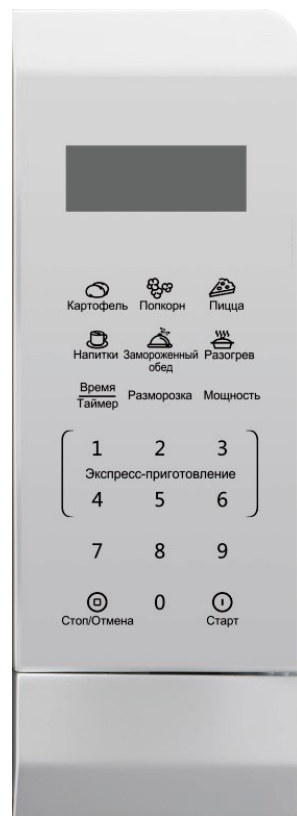 Картофель Попкорн Пицца
Напитки Замороженный Разогрев
обед
Время
Таймер Разморозка Мощность
1 2 3
Экспресс-приготовление
4 5 6
7 8 9
0
Стоп/Отмена Старт